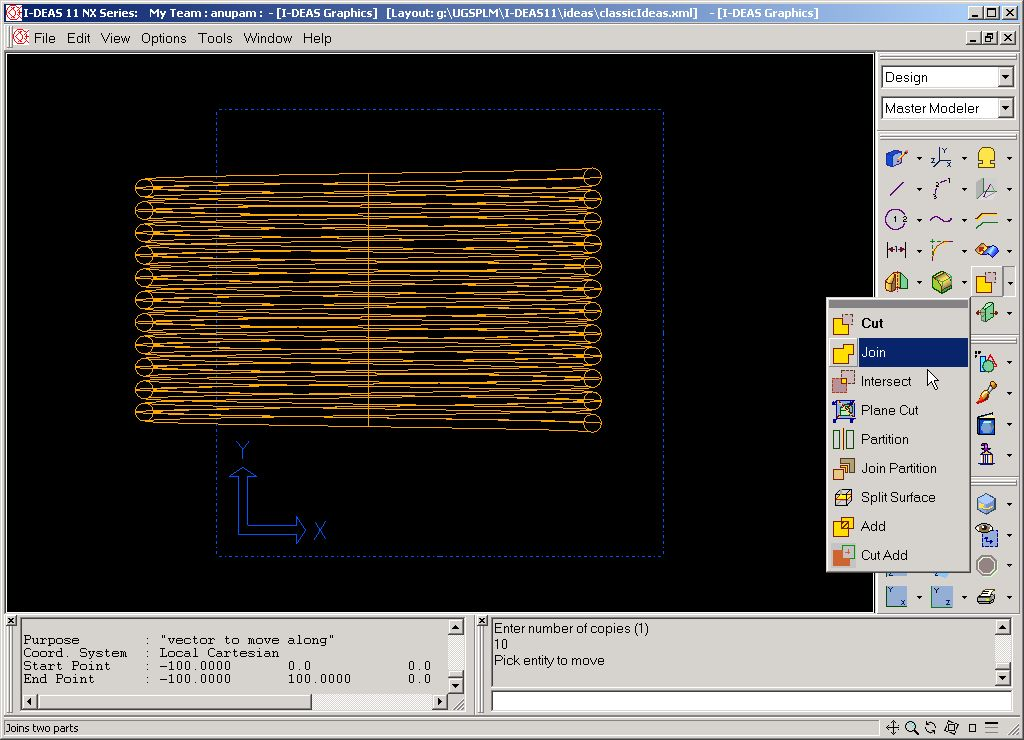 I-DEAS 11 NX Series:   My Team : anupam :  - [I-DEAS Graphics]  [Layout: g:\UGSPLM\I-DEAS11\ideas\classicIdeas.xml]   - [I-DEAS Graphics]
File Edit View Options Tools Window Help
Design
Master Modeler
Cut
Join
Intersect
Plane Cut
Partition
Join Partition
Split Surface
Add
Cut Add
Y
X
Purpose : "vector to move along"
Coord. System : Local Cartesian
Start Point : -100.0000 0.0 0.0
End Point : -100.0000 100.0000 0.0
Enter number of copies (1)
10
Pick entity to move
Joins two parts